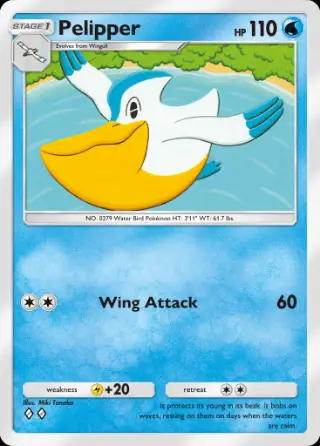 STAGE 1
Pelipper
HP 110
Evolves from Wingull
NO. 0279 Water Bird Pokémon HT: 3'11" WT: 61.7 lbs.
Wing Attack 60
weakness +20 retreat
Illus. Miki Tanaka
It protects its young in its beak. It bobs on
waves, resting on them on days when the waters
are calm.